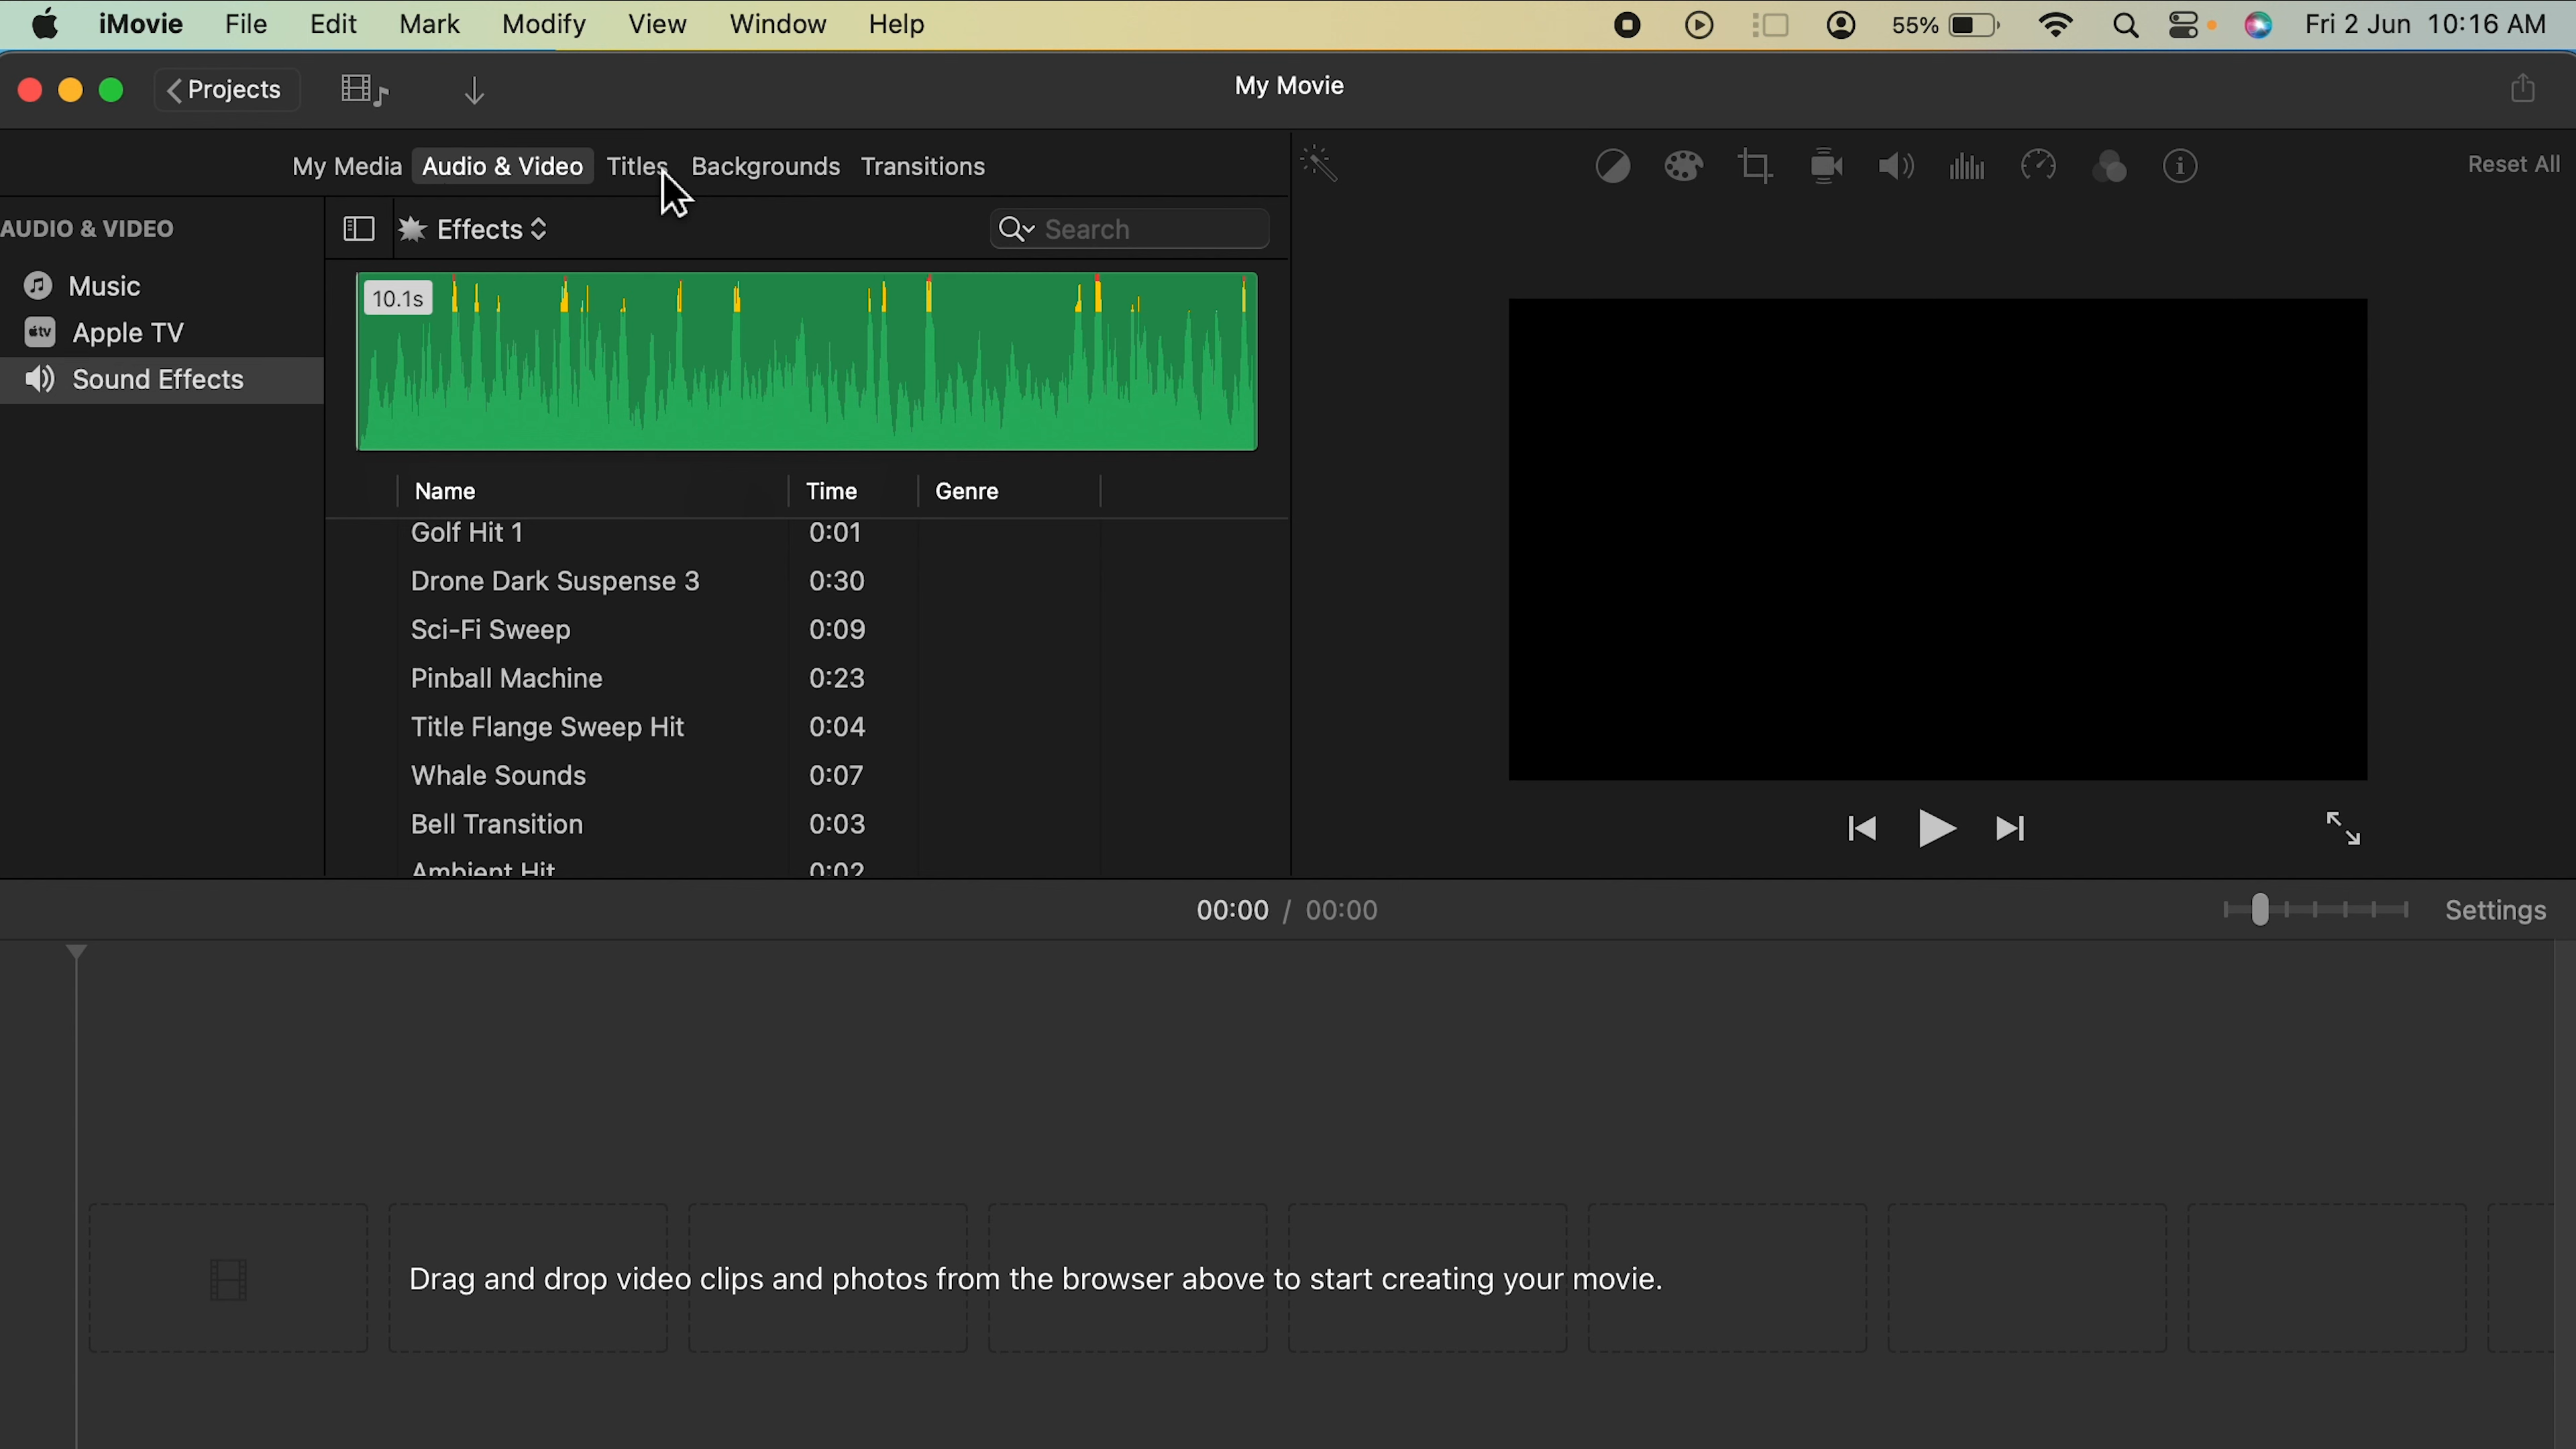 iMovie File Edit Mark Modify View Window Help 55% Fri 2 Jun 10:16 AM
Projects My Movie
My Media Audio & Video Titles Backgrounds Transitions Reset All
AUDIO & VIDEO Effects Search
Music
Apple TV
Sound Effects
10.1s
Name Time Genre
Golf Hit 1 0:01
Drone Dark Suspense 3 0:30
Sci-Fi Sweep 0:09
Pinball Machine 0:23
Title Flange Sweep Hit 0:04
Whale Sounds 0:07
Bell Transition 0:03
Ambient Hit 0:02
00:00 / 00:00 Settings
Drag and drop video clips and photos from the browser above to start creating your movie.